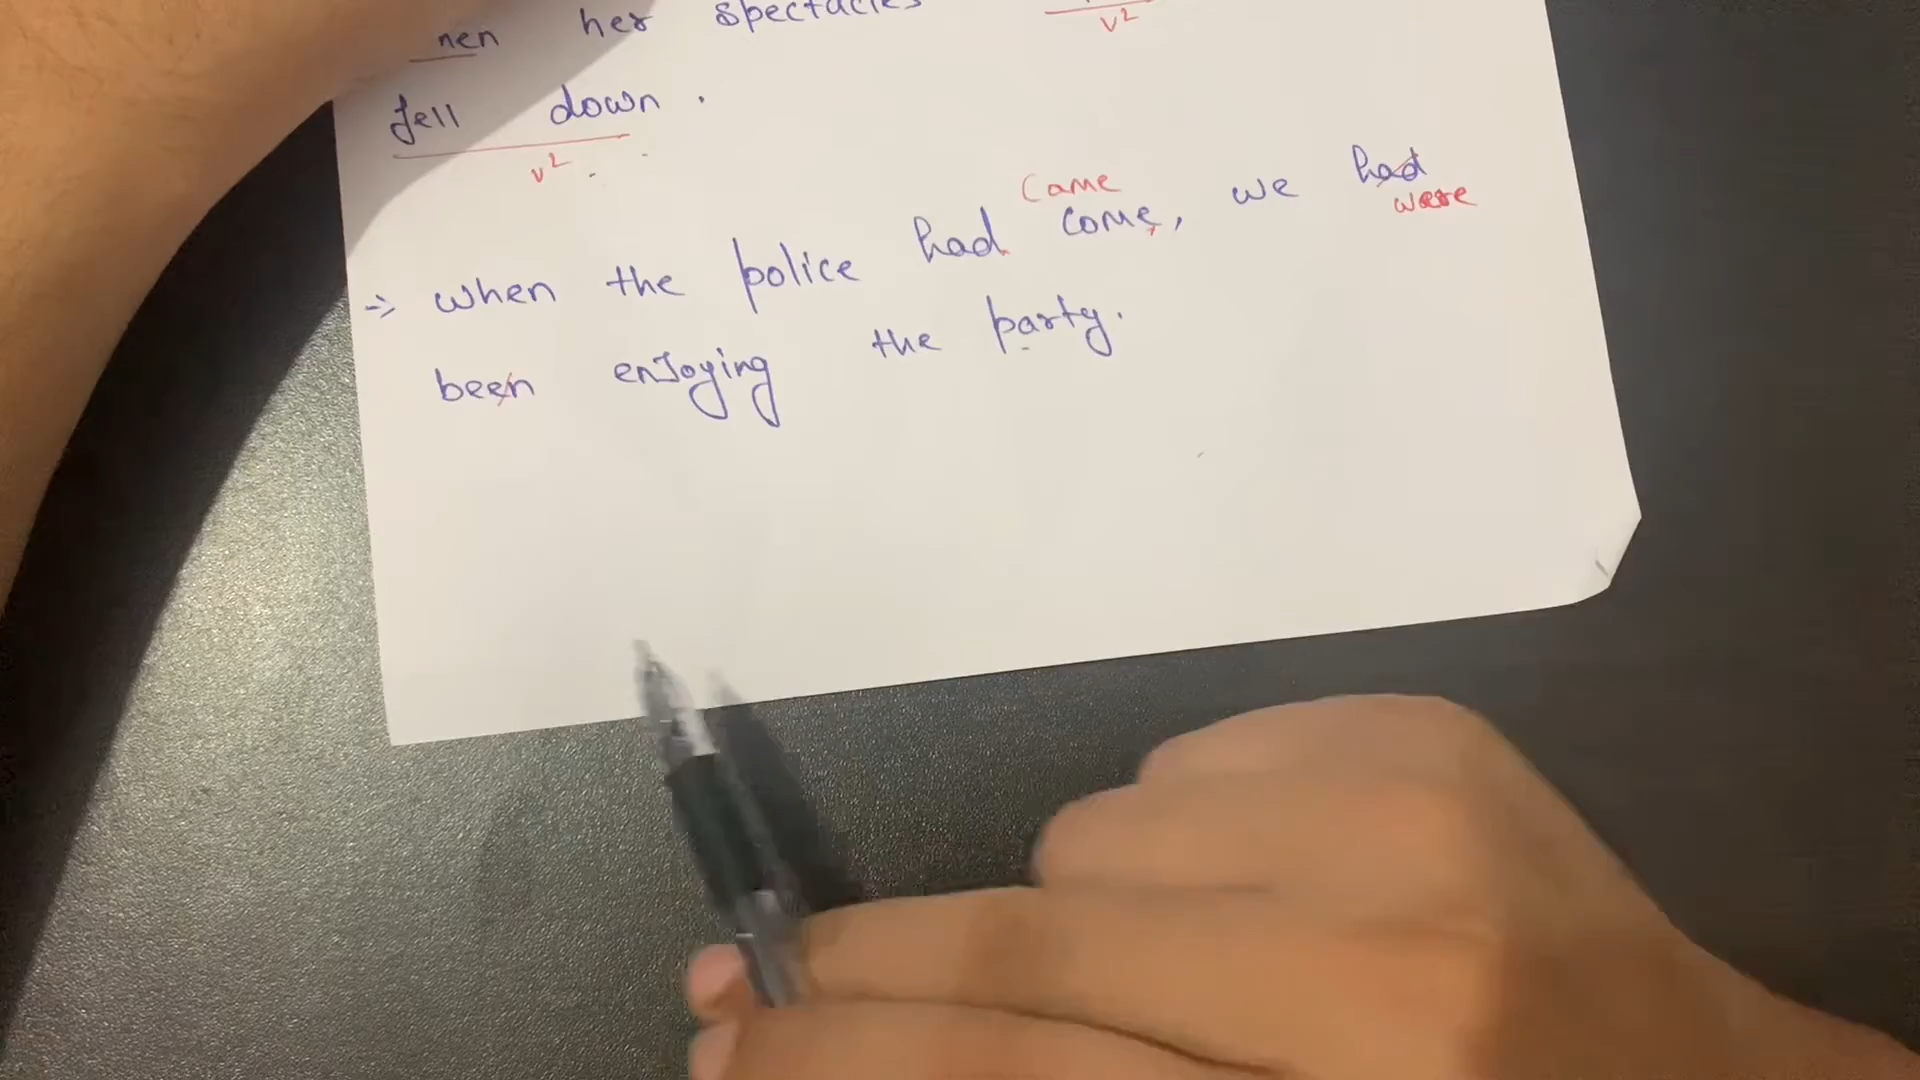 her spectacles
v²
fell down .
v²
Came
-> when the police had come, we had
were
been enjoying the party.